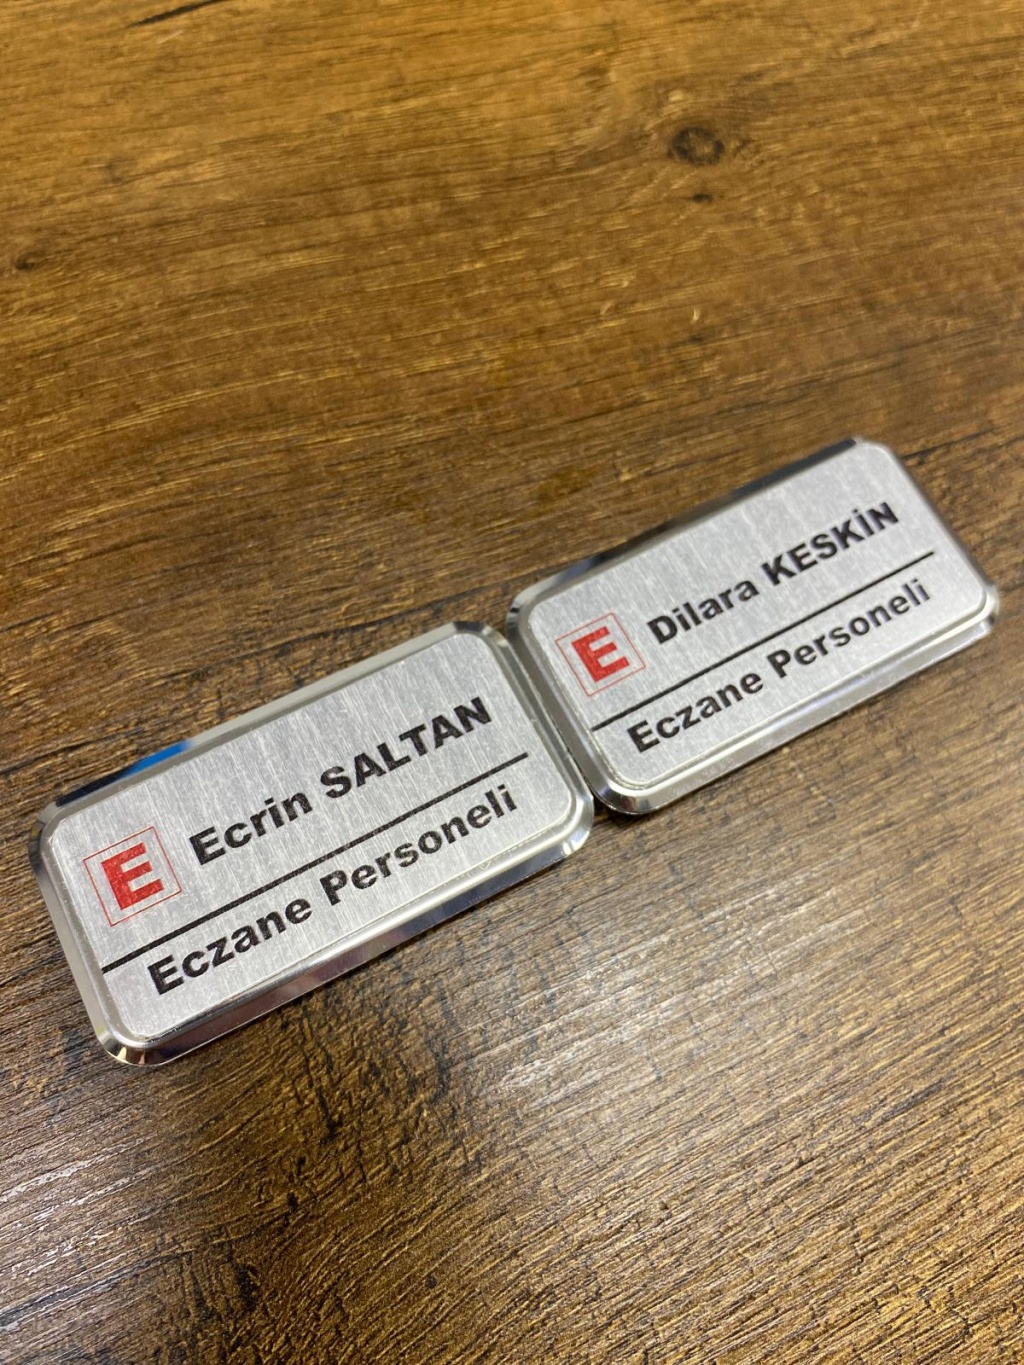 E Ecrin SALTAN
Eczane Personeli
E Dilara KESKİN
Eczane Personeli